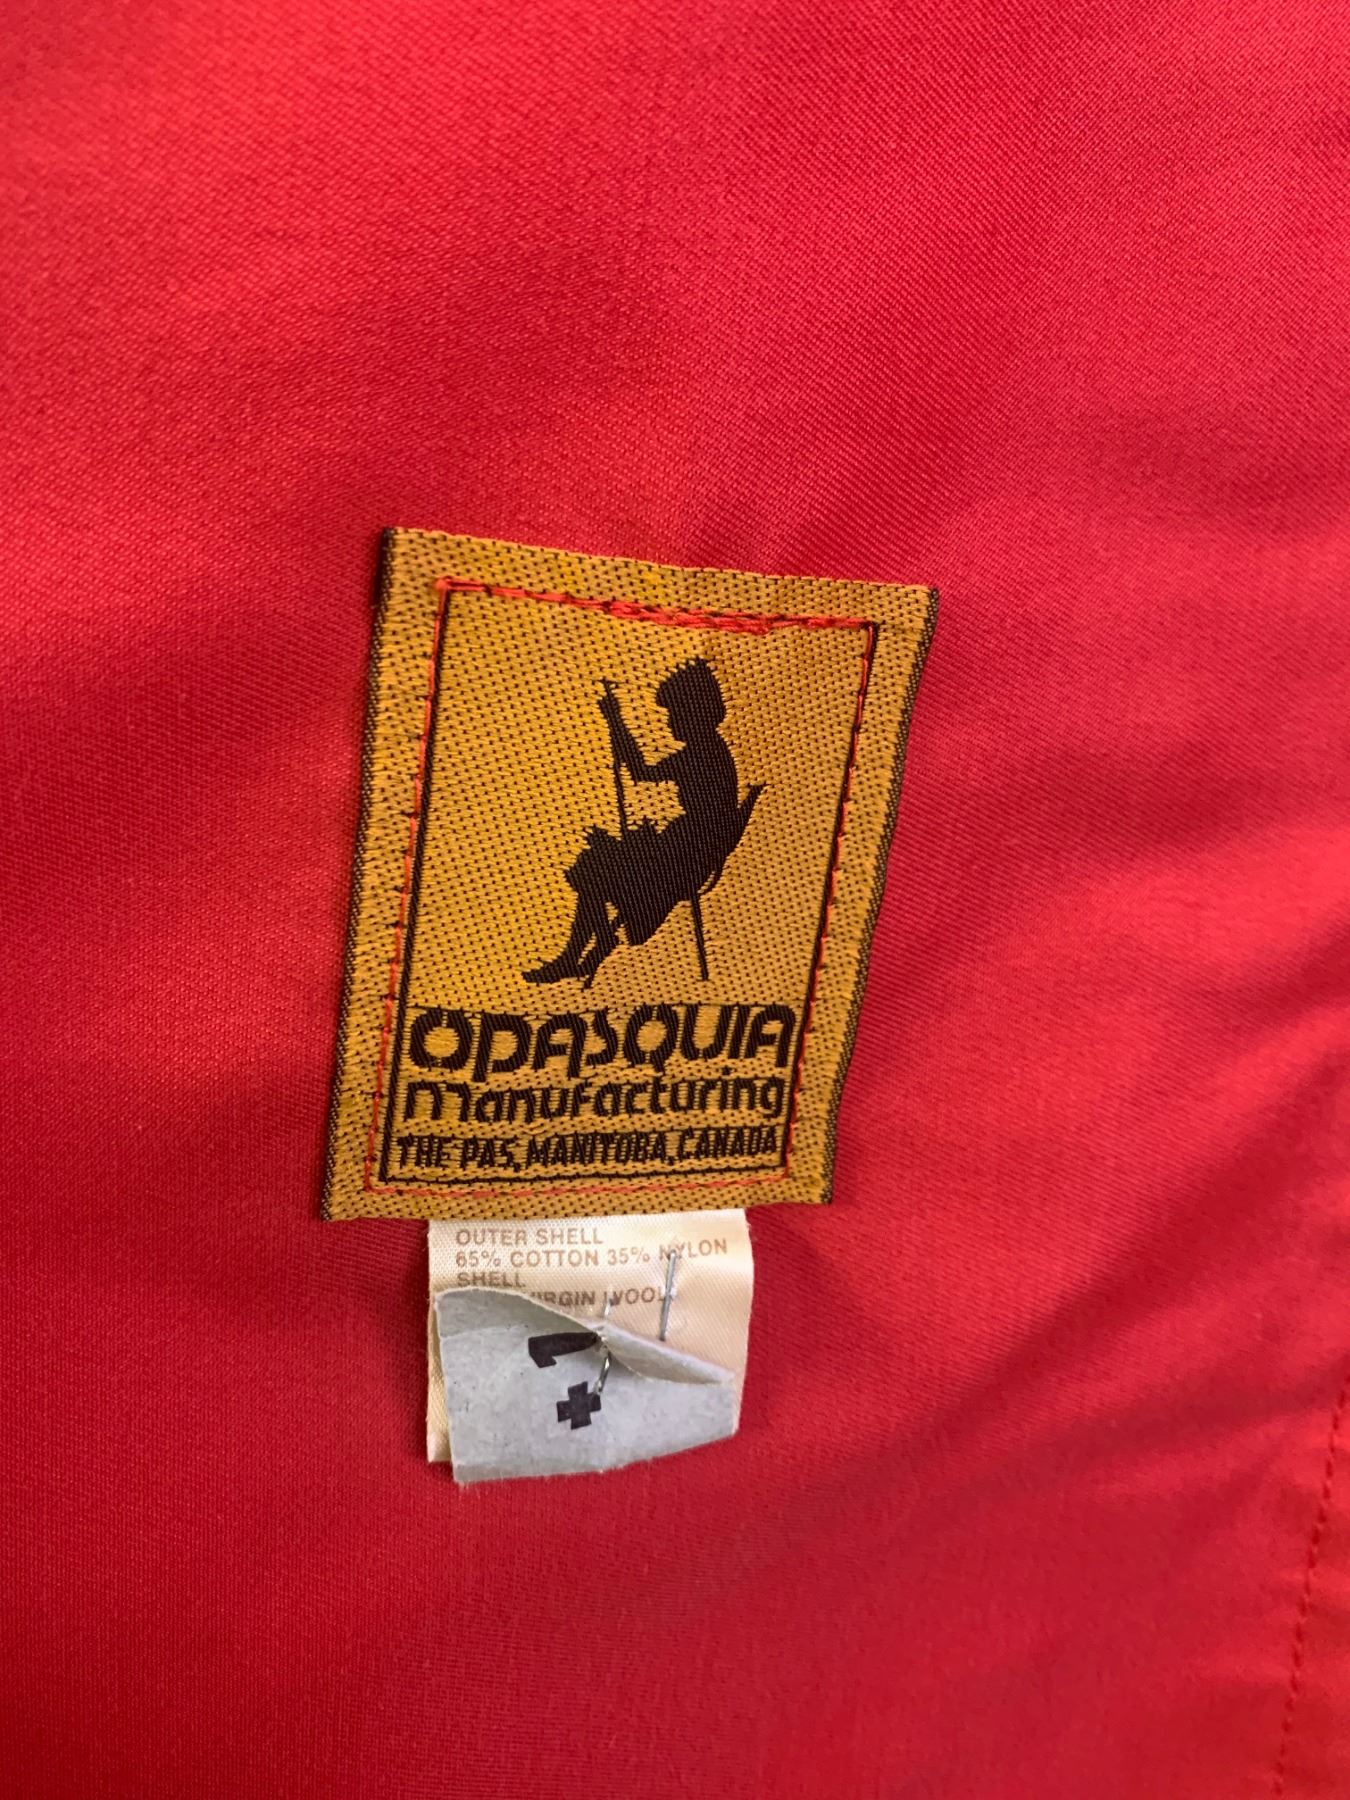 OPASQUIA
manufacturing
THE PAS, MANITOBA, CANADA
OUTER SHELL
65% COTTON 35% NYLON
SHELL
VIRGIN WOOL